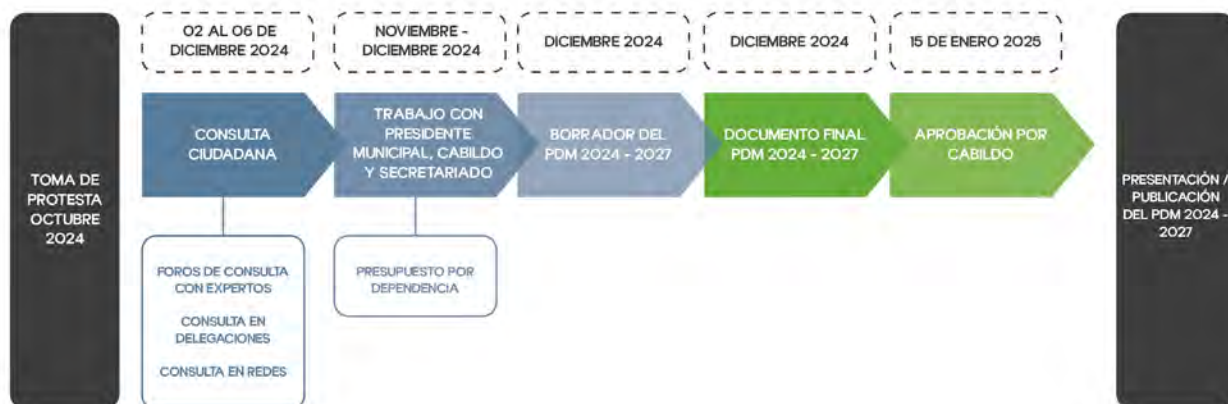 TOMA DE
PROTESTA
OCTUBRE
2024
02 AL 06 DE
DICIEMBRE 2024
CONSULTA
CIUDADANA
FOROS DE CONSULTA
CON EXPERTOS
CONSULTA EN
DELEGACIONES
CONSULTA EN REDES
NOVIEMBRE -
DICIEMBRE 2024
TRABAJO CON
PRESIDENTE
MUNICIPAL, CABILDO
Y SECRETARIADO
PRESUPUESTO POR
DEPENDENCIA
DICIEMBRE 2024
BORRADOR DEL
PDM 2024 - 2027
DICIEMBRE 2024
DOCUMENTO FINAL
PDM 2024 - 2027
15 DE ENERO 2025
APROBACIÓN POR
CABILDO
PRESENTACIÓN /
PUBLICACIÓN
DEL PDM 2024 -
2027